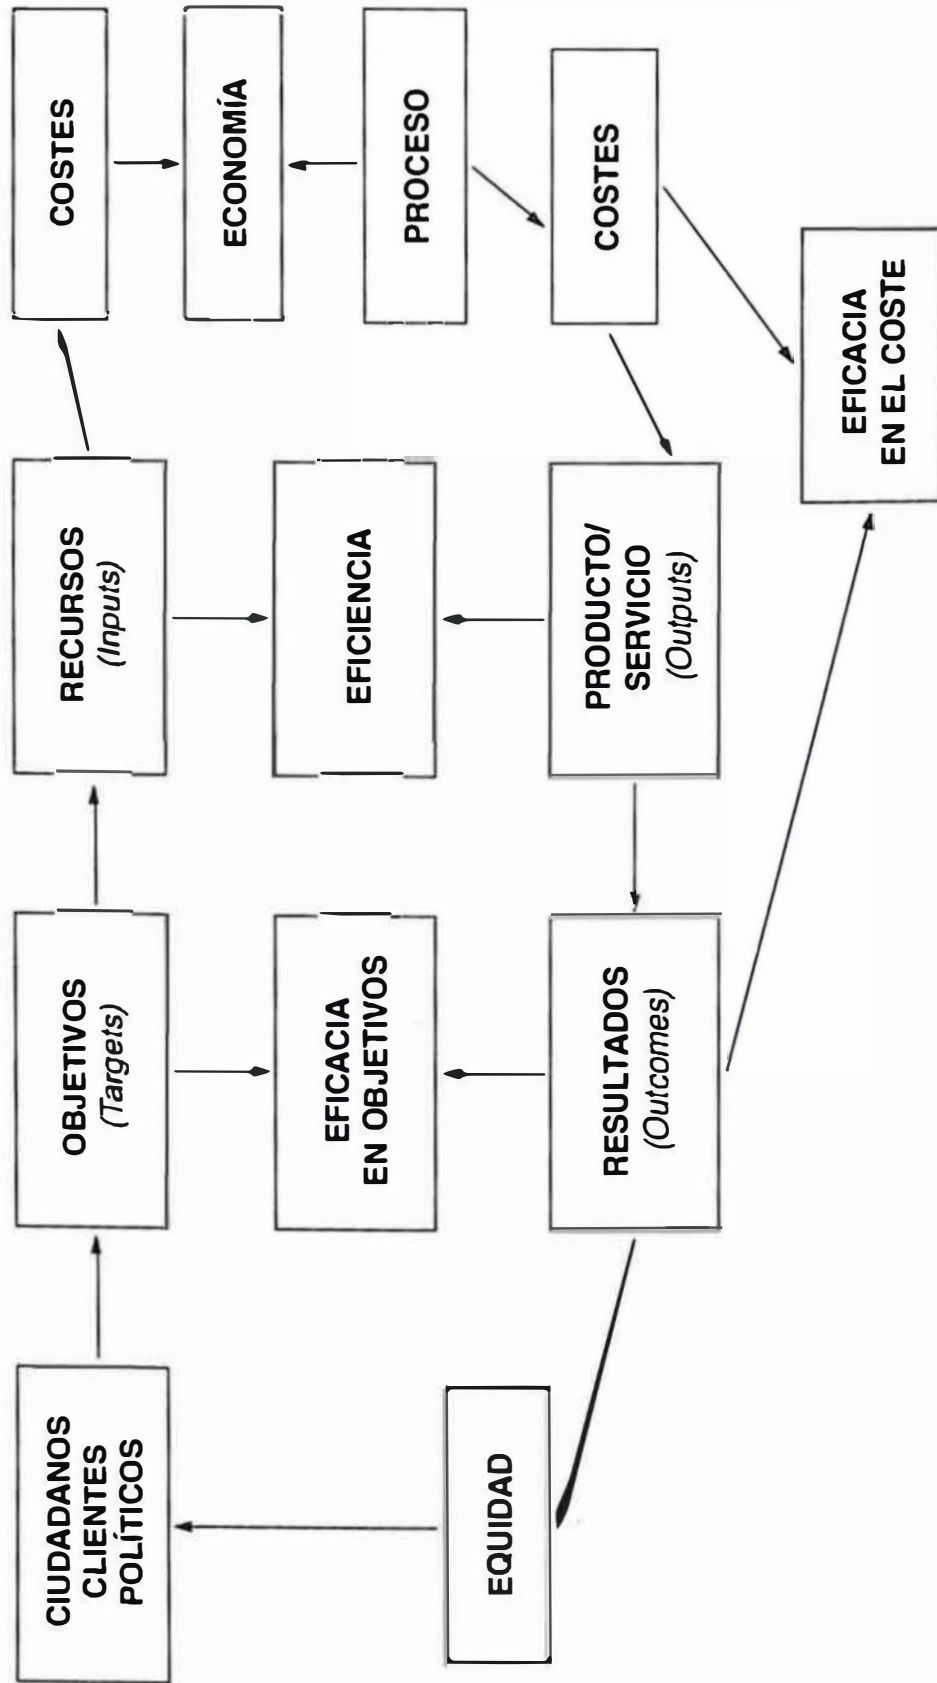 CIUDADANOS
CLIENTES
POLÍTICOS
OBJETIVOS
(Targets)
RECURSOS
(Inputs)
COSTES
ECONOMÍA
PROCESO
COSTES
EFICACIA
EN OBJETIVOS
EFICIENCIA
EQUIDAD
RESULTADOS
(Outcomes)
PRODUCTO/
SERVICIO
(Outputs)
EFICACIA
EN EL COSTE